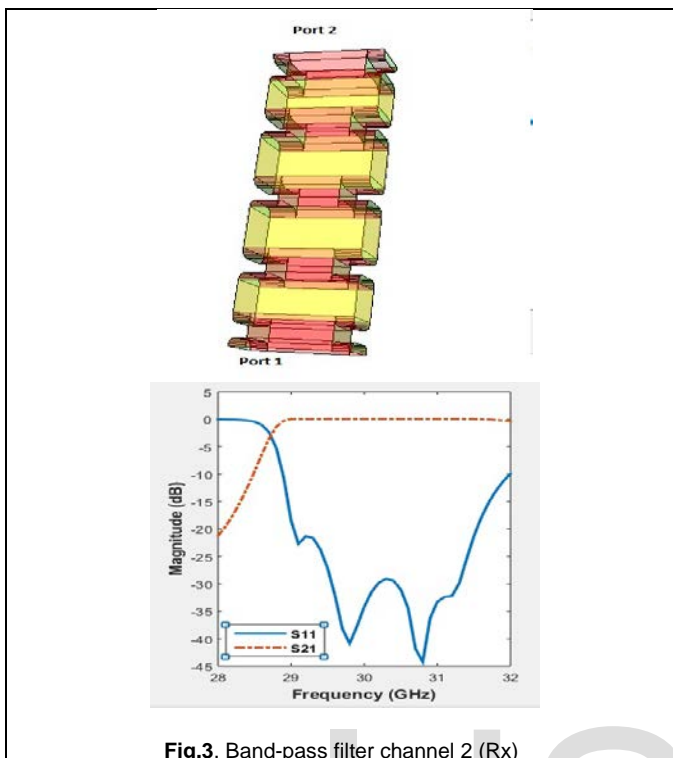 Port 2
Port 1
5
0
-5
-10
-15
-20
-25
-30
-35
-40
-45
Magnitude (dB)
S11
S21
28 29 30 31 32
Frequency (GHz)
Fig.3. Band-pass filter channel 2 (Rx)